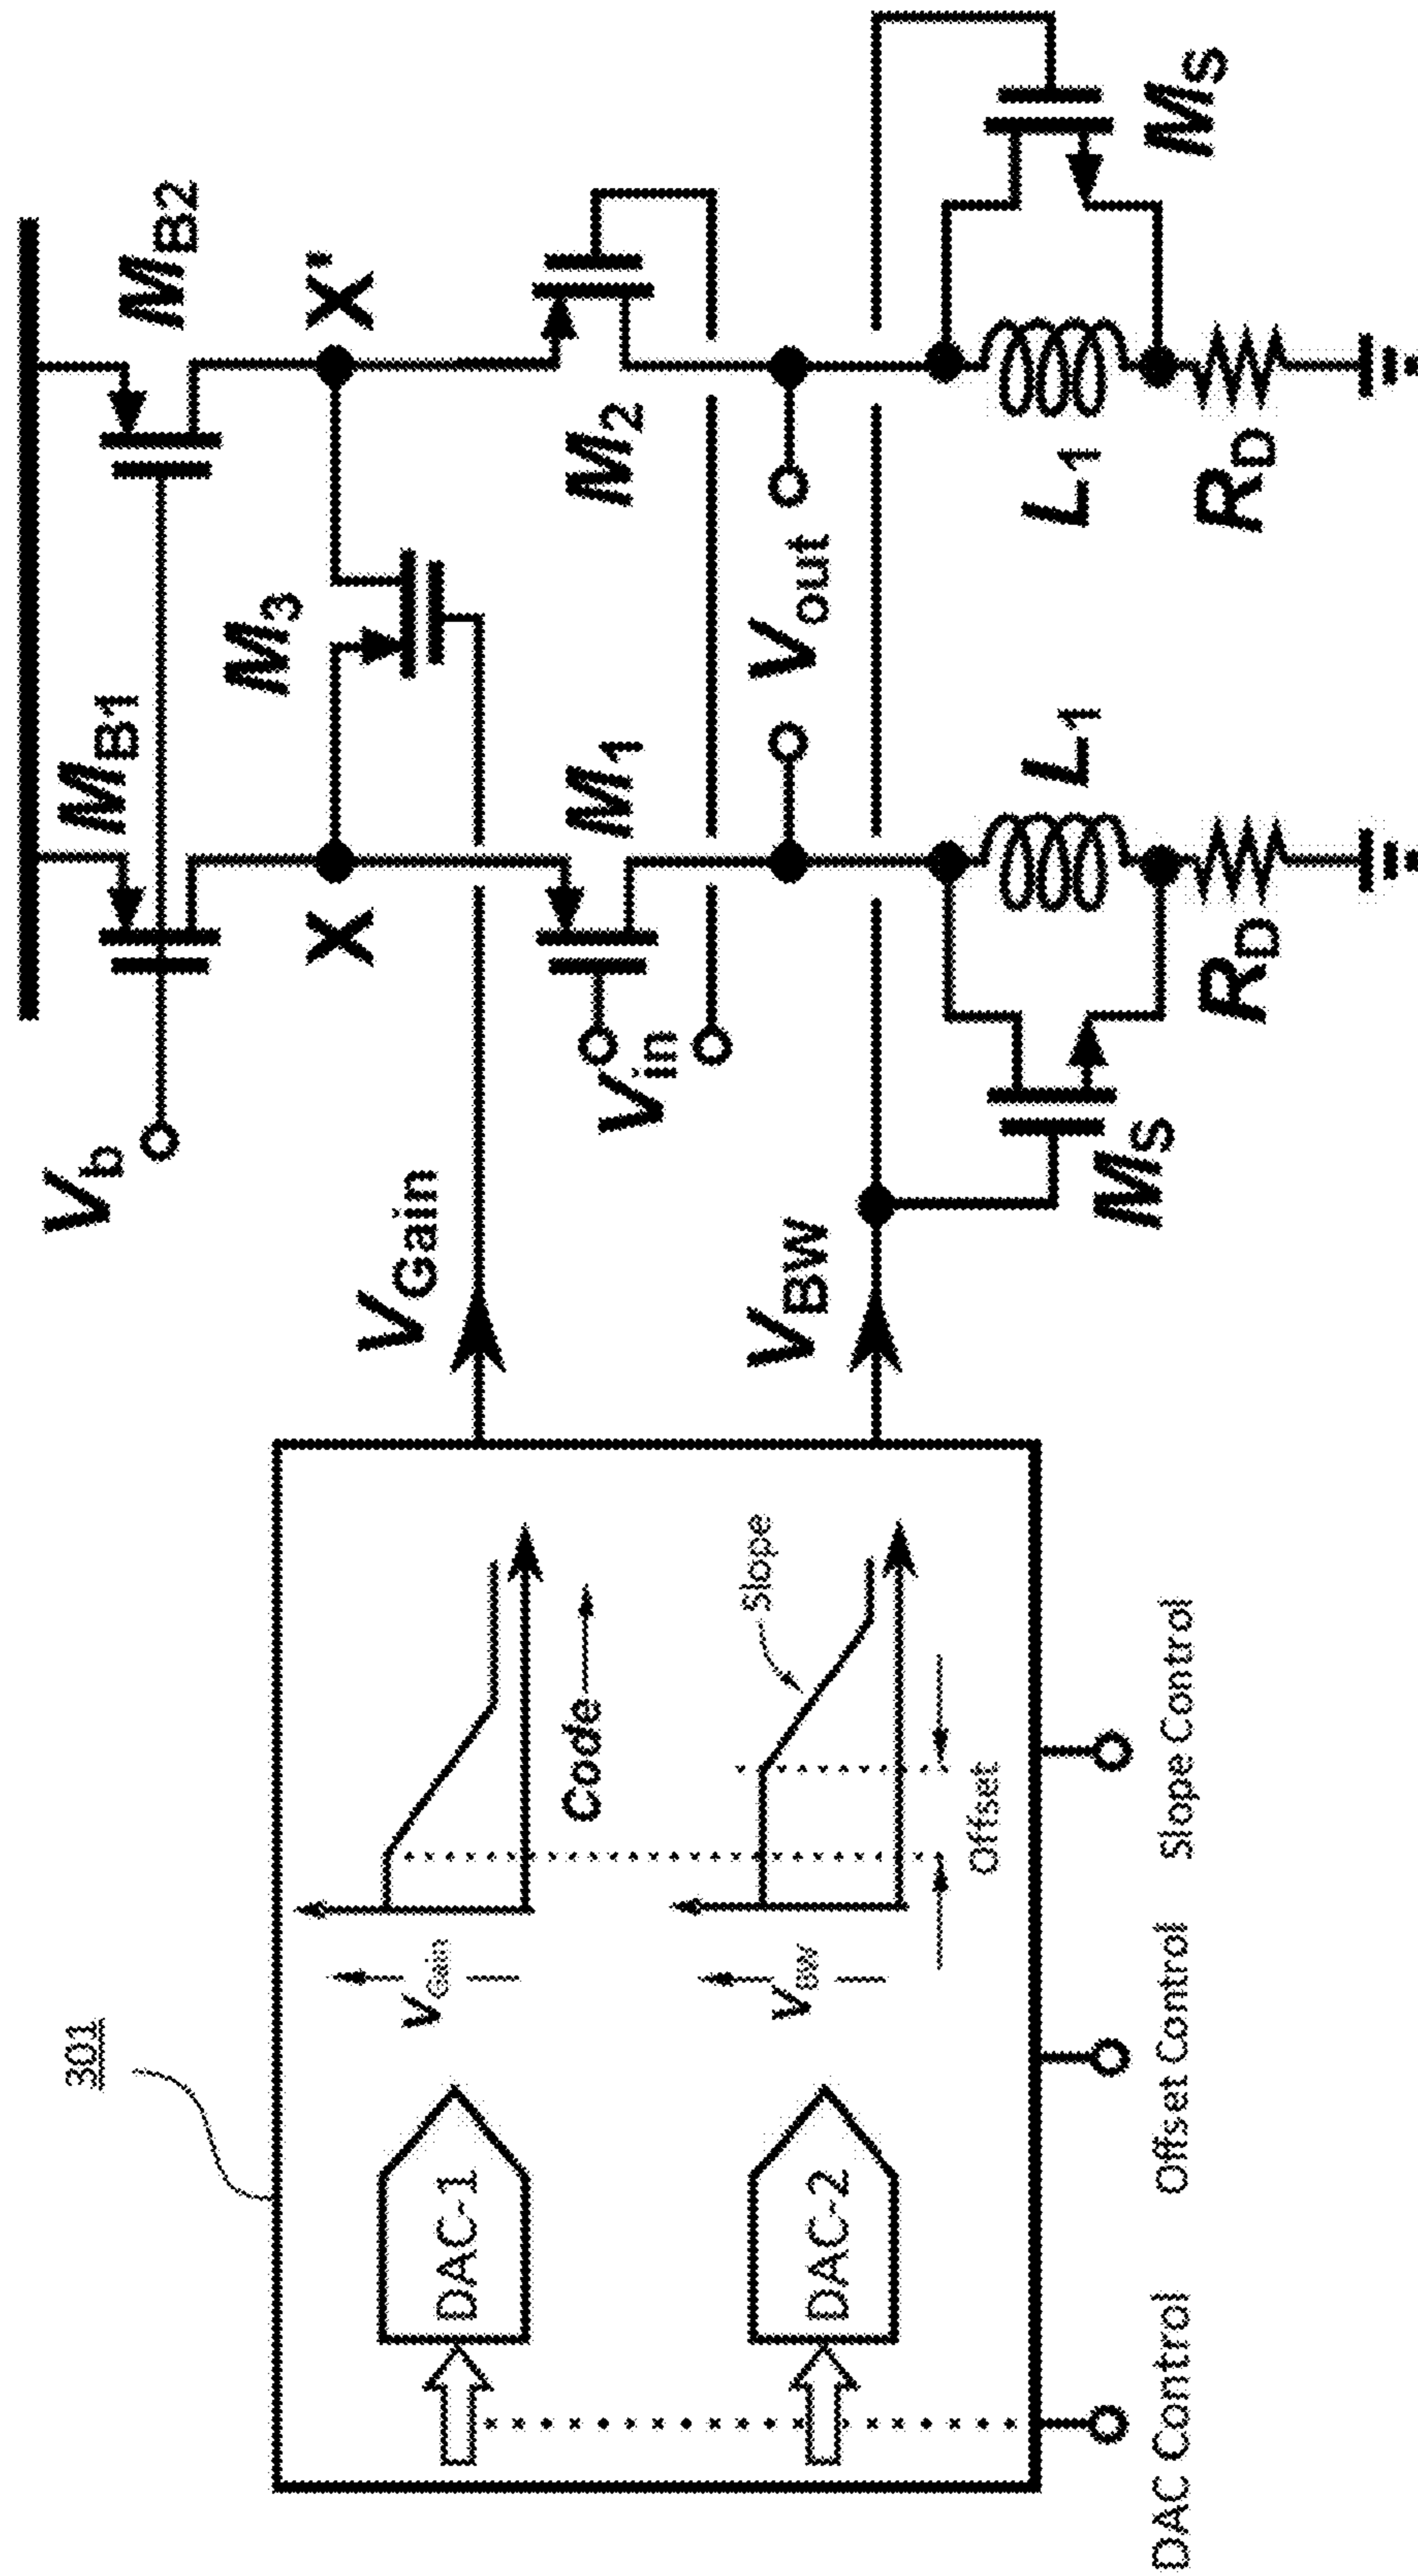 301
DAC-1
V_Gain
Code
DAC-2
V_BW
Slope
Offset
DAC Control
Offset Control
Slope Control
V_Gain
V_BW
V_b
M_B1
M_B2
X
X'
M_3
V_in
M_1
M_2
V_out
M_S
L_1
L_1
M_S
R_D
R_D